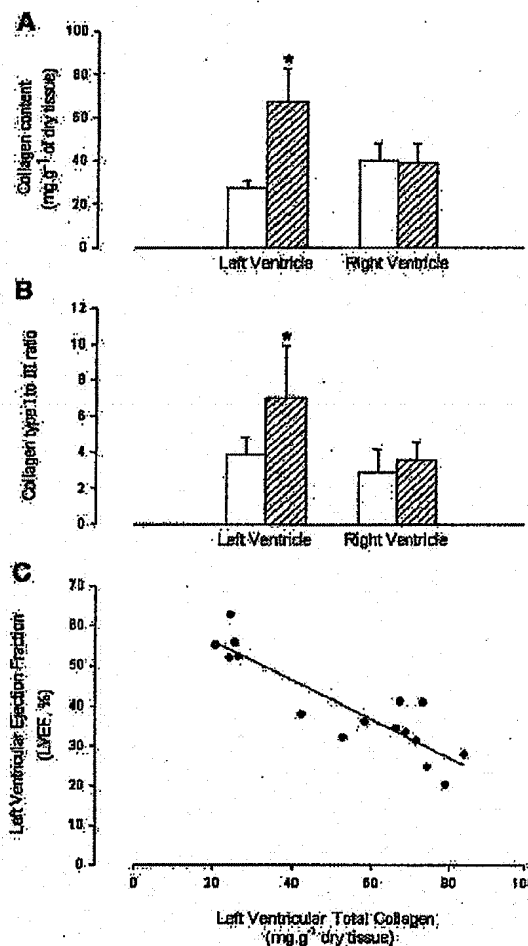 A
Collagen content
(mg.g⁻¹ of dry tissue)
100
80
60
40
20
0
*
Left Ventricle Right Ventricle
B
Collagen type I to III ratio
12
10
8
6
4
2
0
*
Left Ventricle Right Ventricle
C
Left Ventricular Ejection Fraction
(LVEF, %)
70
60
50
40
30
20
10
0
0 20 40 60 80 10
Left Ventricular Total Collagen
(mg.g⁻¹ dry tissue)